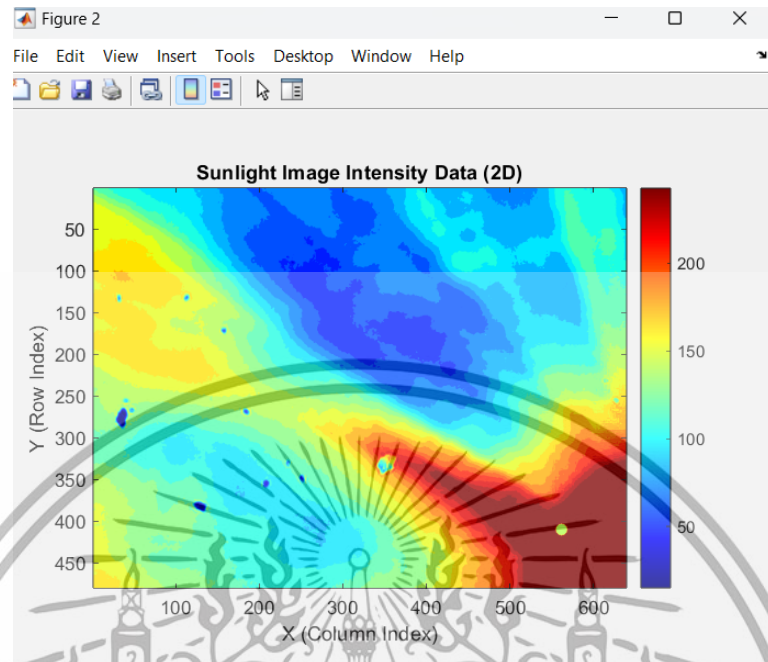 Figure 2
File Edit View Insert Tools Desktop Window Help
Sunlight Image Intensity Data (2D)
50
100
150
200
250
300
350
400
450
Y (Row Index)
100 200 300 400 500 600
X (Column Index)
200
150
100
50